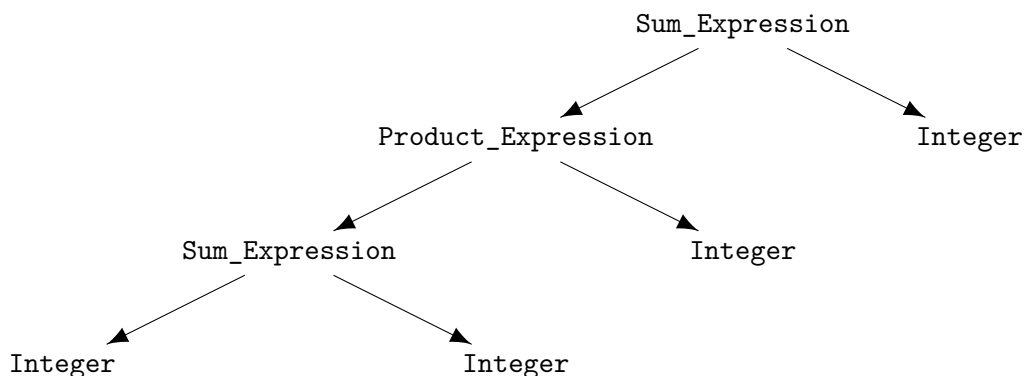 Sum_Expression
Product_Expression Integer
Sum_Expression Integer
Integer Integer